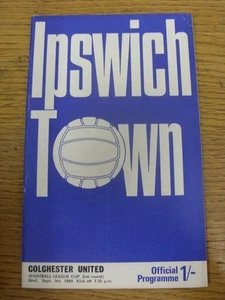 Ipswich
Town
COLCHESTER UNITED
(FOOTBALL LEAGUE CUP, 2nd round)
Wed., Sept. 3rd, 1969 Kick-off 7.30 p.m.
Official
Programme 1/-